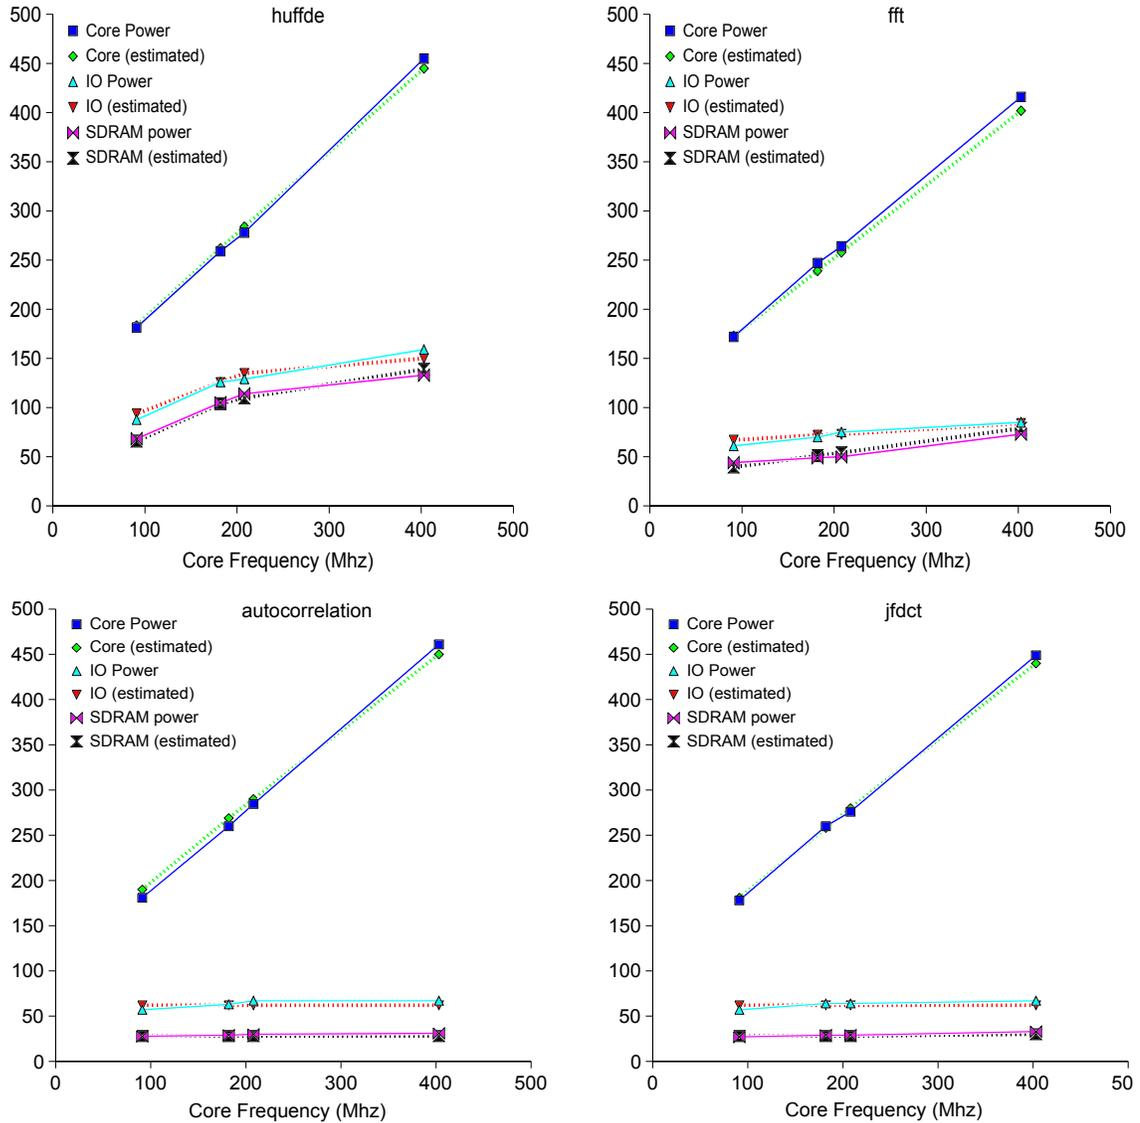 huffde
500
450
400
350
300
250
200
150
100
50
0
Core Power
Core (estimated)
IO Power
IO (estimated)
SDRAM power
SDRAM (estimated)
0 100 200 300 400 500
Core Frequency (Mhz)
fft
500
450
400
350
300
250
200
150
100
50
0
Core Power
Core (estimated)
IO Power
IO (estimated)
SDRAM power
SDRAM (estimated)
0 100 200 300 400 500
Core Frequency (Mhz)
autocorrelation
500
450
400
350
300
250
200
150
100
50
0
Core Power
Core (estimated)
IO Power
IO (estimated)
SDRAM power
SDRAM (estimated)
0 100 200 300 400 500
Core Frequency (Mhz)
jfdct
500
450
400
350
300
250
200
150
100
50
0
Core Power
Core (estimated)
IO Power
IO (estimated)
SDRAM power
SDRAM (estimated)
0 100 200 300 400 50
Core Frequency (Mhz)